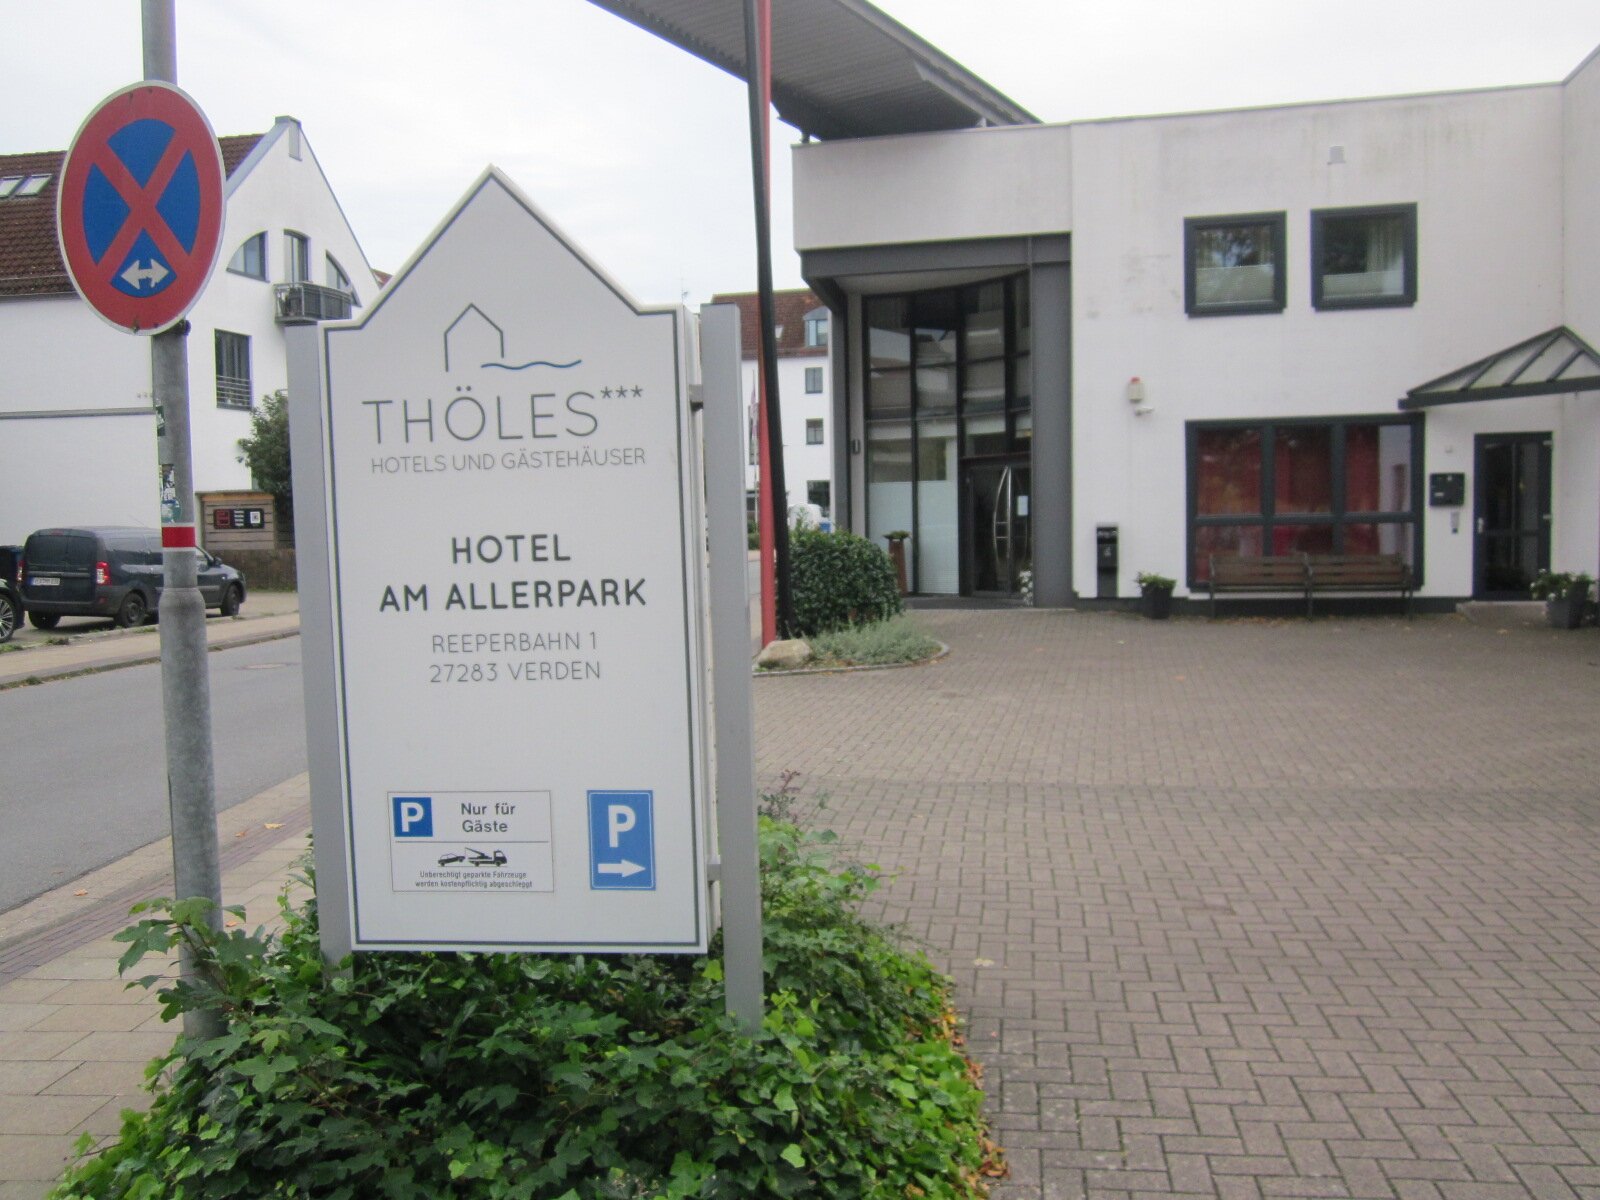 THÖLES***
HOTELS UND GÄSTEHÄUSER
HOTEL
AM ALLERPARK
REEPERBAHN 1
27283 VERDEN
P Nur für
Gäste
Unberechtigt geparkte Fahrzeuge
werden kostenpflichtig abgeschleppt
P